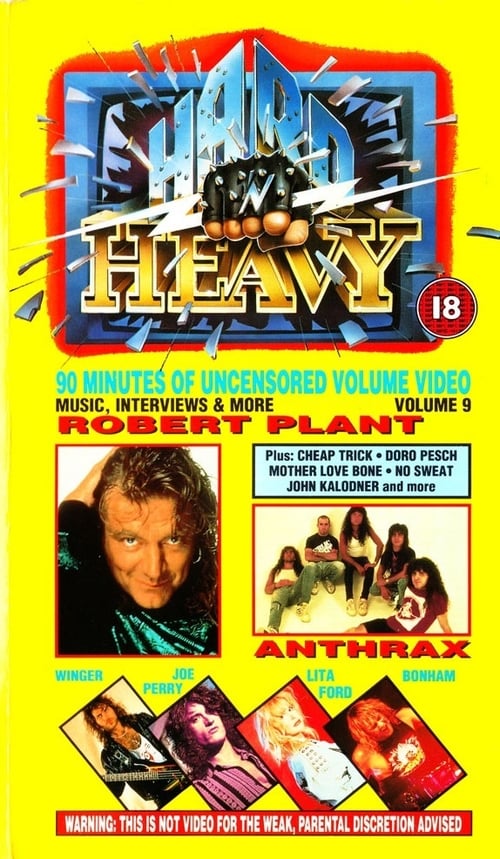 HARD
'N'
HEAVY
18
90 MINUTES OF UNCENSORED VOLUME VIDEO
MUSIC, INTERVIEWS & MORE VOLUME 9
ROBERT PLANT
Plus: CHEAP TRICK • DORO PESCH
MOTHER LOVE BONE • NO SWEAT
JOHN KALODNER and more
ANTHRAX
WINGER
JOE
PERRY
LITA
FORD
BONHAM
WARNING: THIS IS NOT VIDEO FOR THE WEAK, PARENTAL DISCRETION ADVISED